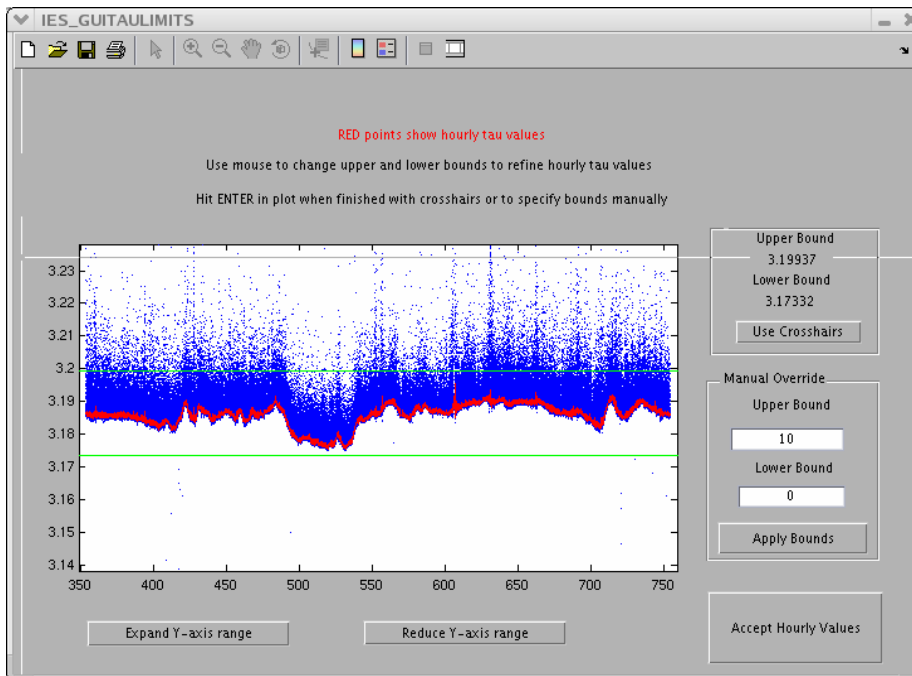 IES_GUITAULIMITS
RED points show hourly tau values
Use mouse to change upper and lower bounds to refine hourly tau values
Hit ENTER in plot when finished with crosshairs or to specify bounds manually
3.23
3.22
3.21
3.2
3.19
3.18
3.17
3.16
3.15
3.14
350 400 450 500 550 600 650 700 750
Expand Y-axis range
Reduce Y-axis range
Upper Bound
3.19937
Lower Bound
3.17332
Use Crosshairs
Manual Override
Upper Bound
10
Lower Bound
0
Apply Bounds
Accept Hourly Values